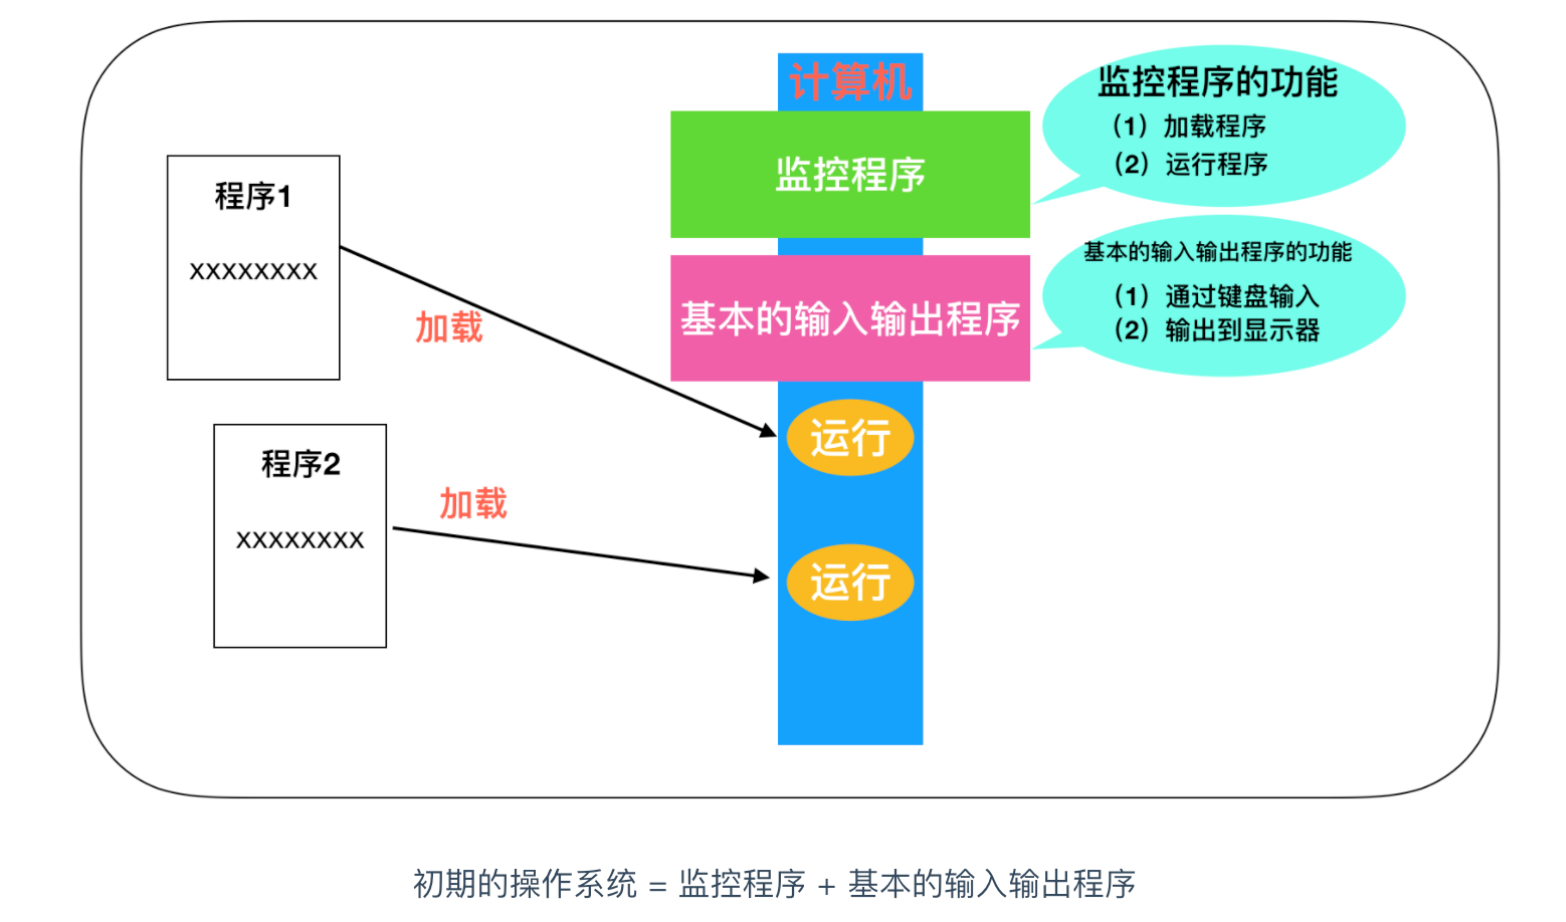 计算机
监控程序的功能
（1）加载程序
（2）运行程序
监控程序
程序1
xxxxxxxx
基本的输入输出程序的功能
（1）通过键盘输入
（2）输出到显示器
基本的输入输出程序
加载
运行
程序2
xxxxxxxx
加载
运行
初期的操作系统 = 监控程序 + 基本的输入输出程序